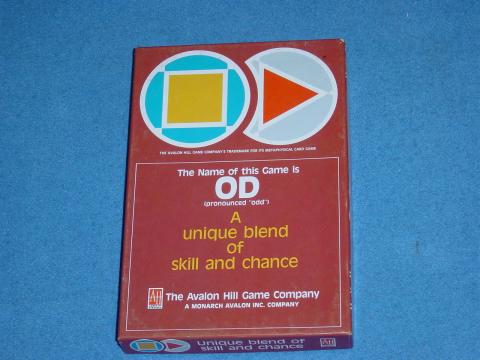 THE AVALON HILL GAME COMPANY'S TRADEMARK FOR ITS METAPHYSICAL CARD GAME
The Name of this Game is
OD
(pronounced "odd")
A
unique blend
of
skill and chance
AH
The Avalon Hill Game Company
A MONARCH AVALON INC. COMPANY
Unique blend of
skill and chance
AH